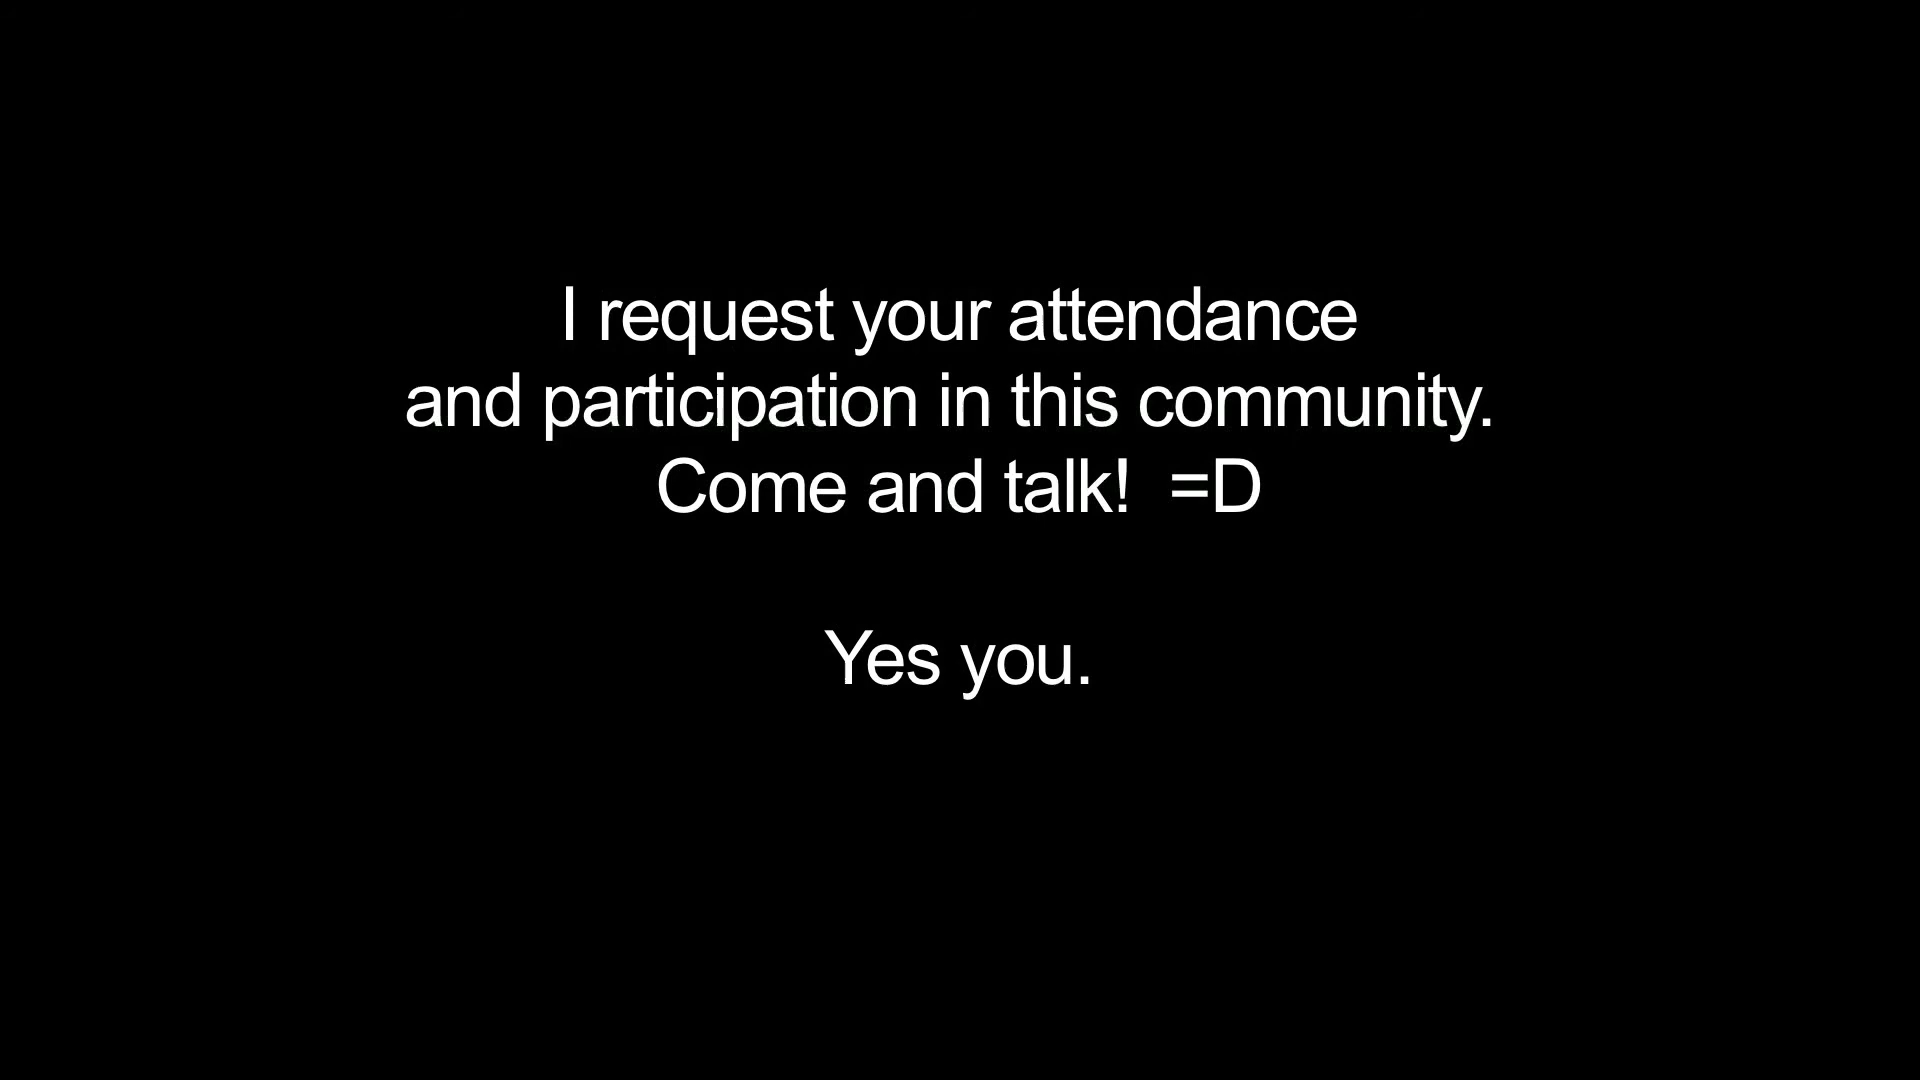 I request your attendance
and participation in this community.
Come and talk!  =D
Yes you.